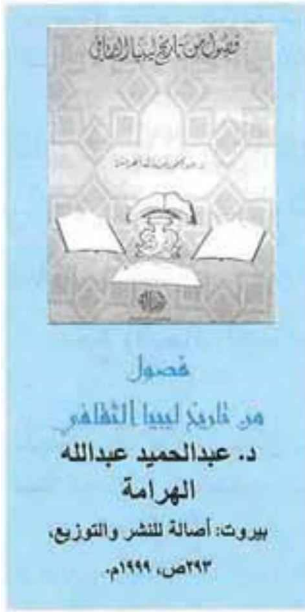 فصول من تاريخ ليبيا الثقافي
فصول
من تاريخ ليبيا الثقافي
د. عبدالحميد عبدالله
الهرامة
بيروت: أصالة للنشر والتوزيع،
٢٩٣ص، ١٩٩٩م.